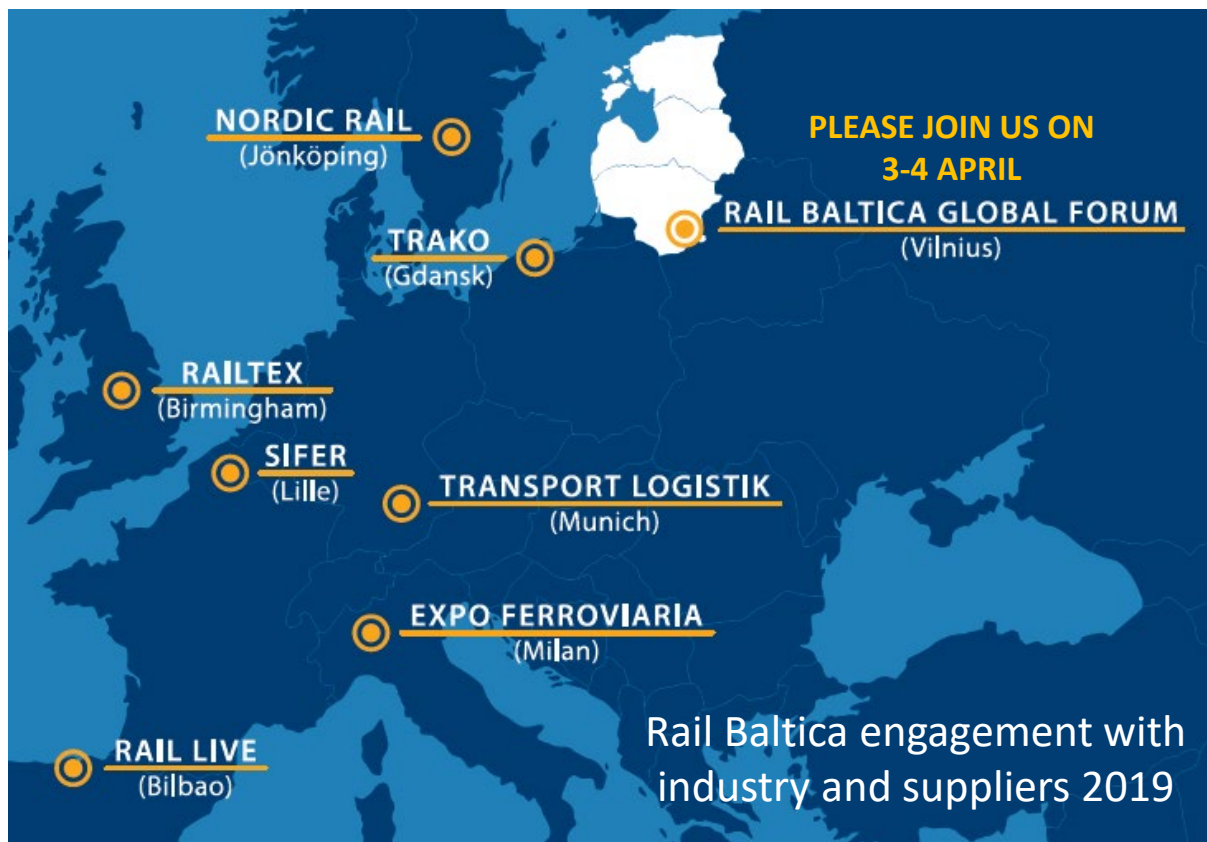 NORDIC RAIL
(Jönköping)
PLEASE JOIN US ON
3-4 APRIL
RAIL BALTICA GLOBAL FORUM
(Vilnius)
TRAKO
(Gdansk)
RAILTEX
(Birmingham)
SIFER
(Lille)
TRANSPORT LOGISTIK
(Munich)
EXPO FERROVIARIA
(Milan)
RAIL LIVE
(Bilbao)
Rail Baltica engagement with
industry and suppliers 2019